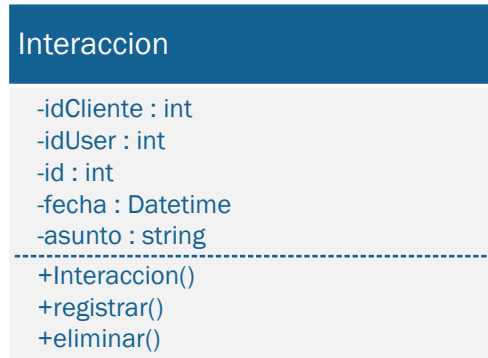 Interaccion
-idCliente : int
-idUser : int
-id : int
-fecha : Datetime
-asunto : string
+Interaccion()
+registrar()
+eliminar()